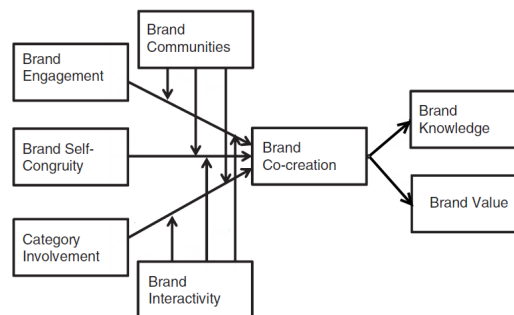 Brand
Communities
Brand
Engagement
Brand Self-
Congruity
Category
Involvement
Brand
Interactivity
Brand
Co-creation
Brand
Knowledge
Brand Value